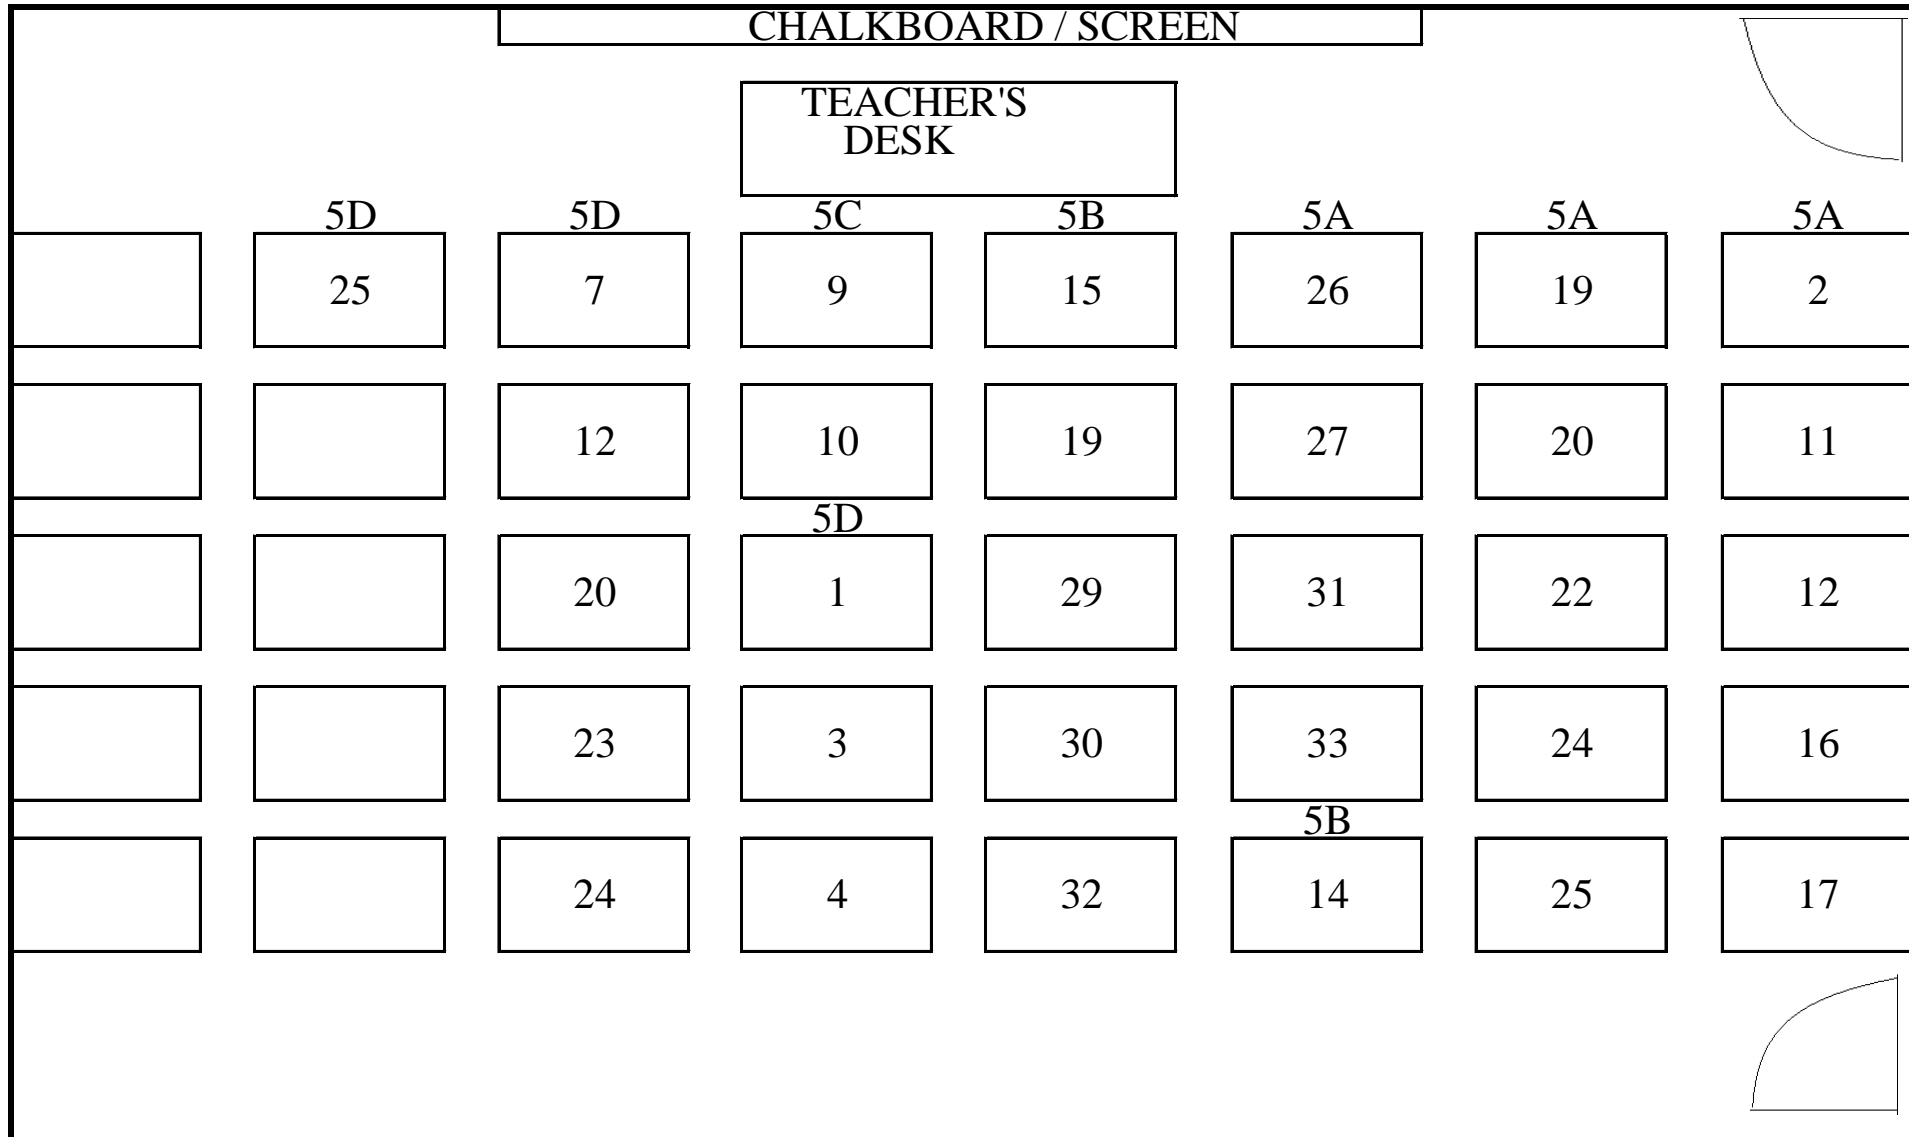 CHALKBOARD / SCREEN
TEACHER'S
DESK
5D 5D 5C 5B 5A 5A 5A
25 7 9 15 26 19 2
12 10 19 27 20 11
5D
20 1 29 31 22 12
23 3 30 33 24 16
5B
24 4 32 14 25 17